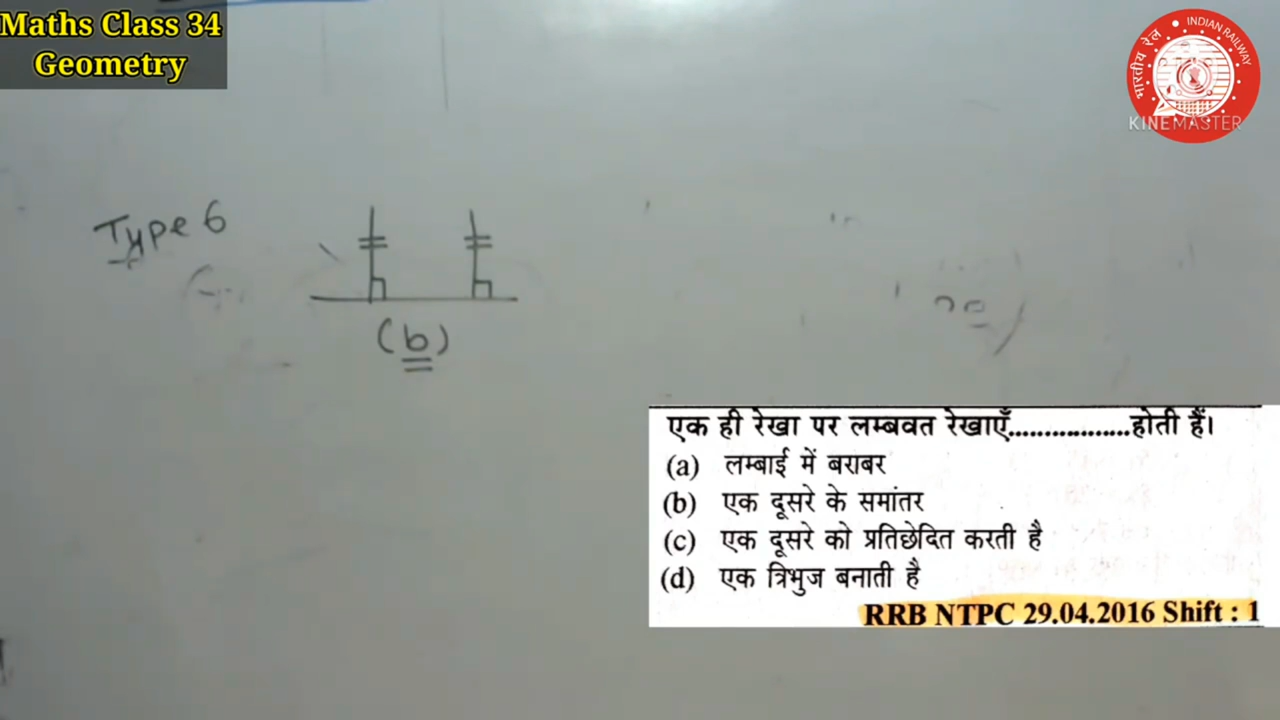 Maths Class 34
Geometry
भारतीय रेल
INDIAN RAILWAY
KINEMASTER
Type 6
(b)
एक ही रेखा पर लम्बवत रेखाएँ.................होती हैं।
(a) लम्बाई में बराबर
(b) एक दूसरे के समांतर
(c) एक दूसरे को प्रतिछेदित करती है
(d) एक त्रिभुज बनाती है
RRB NTPC 29.04.2016 Shift : 1